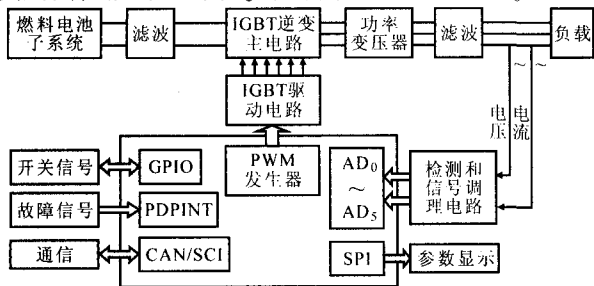 燃料电池
子系统
滤波
IGBT逆变
主电路
功率
变压器
滤波
负载
IGBT驱
动电路
～
～
电压
电流
开关信号
GPIO
PWM
发生器
AD₀
～
AD₅
检测和
信号调
理电路
故障信号
PDPINT
通信
CAN/SCI
SPI
参数显示